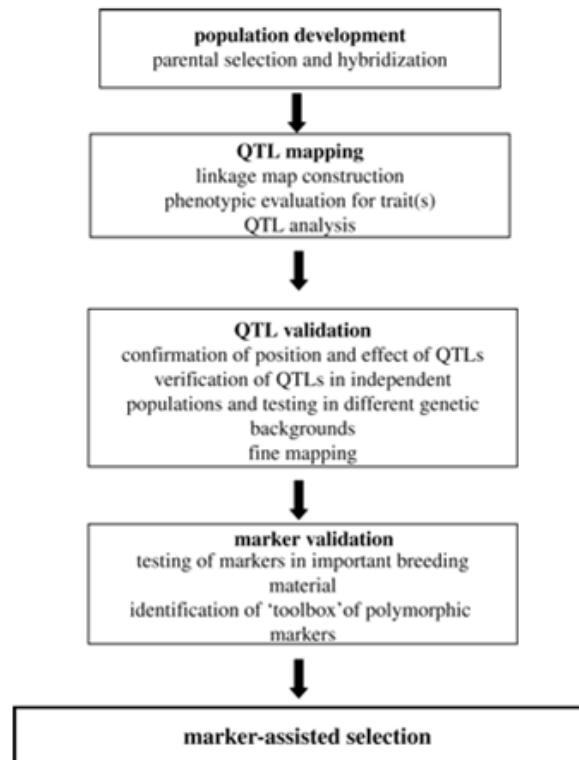 population development
parental selection and hybridization
QTL mapping
linkage map construction
phenotypic evaluation for trait(s)
QTL analysis
QTL validation
confirmation of position and effect of QTLs
verification of QTLs in independent
populations and testing in different genetic
backgrounds
fine mapping
marker validation
testing of markers in important breeding
material
identification of ‘toolbox’of polymorphic
markers
marker-assisted selection